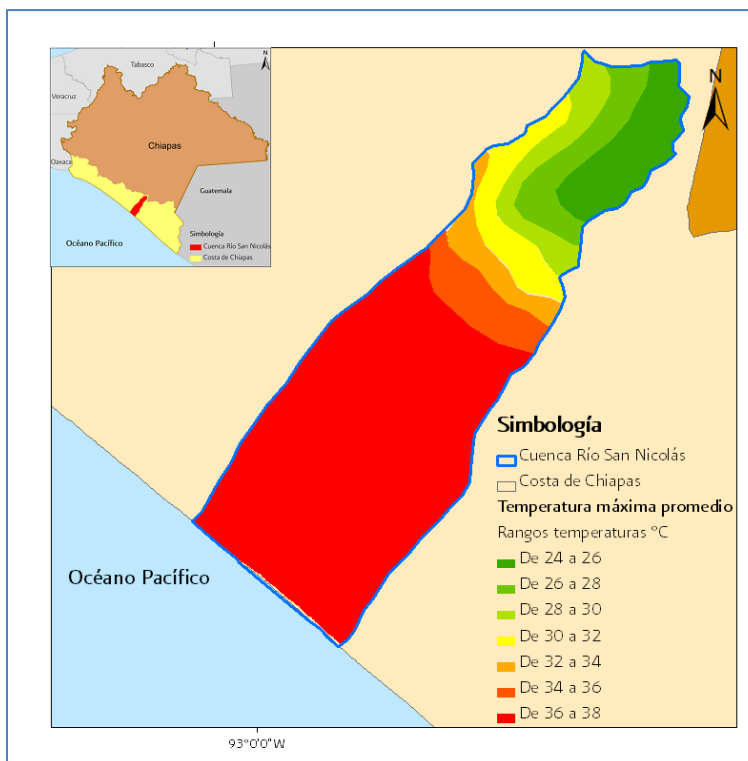 N
Tabasco
Veracruz
Chiapas
Oaxaca
Guatemala
Simbología
Océano Pacífico
Cuenca Río San Nicolás
Costa de Chiapas
N
Simbología
Cuenca Río San Nicolás
Costa de Chiapas
Temperatura máxima promedio
Rangos temperaturas °C
De 24 a 26
De 26 a 28
De 28 a 30
De 30 a 32
De 32 a 34
De 34 a 36
De 36 a 38
Océano Pacífico
93°0'0"W